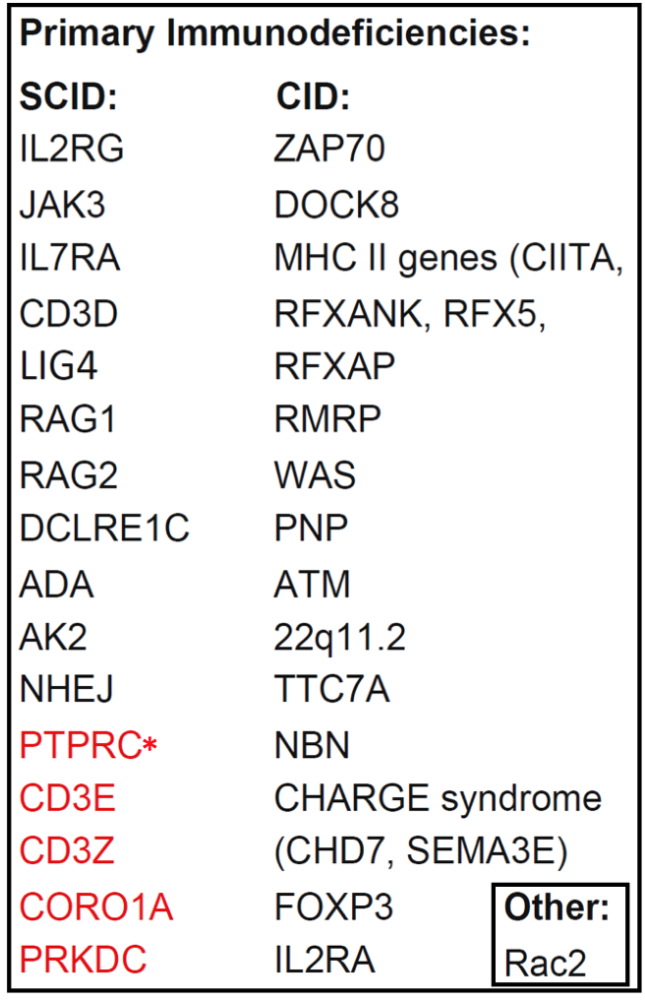 Primary Immunodeficiencies:
SCID:
IL2RG
JAK3
IL7RA
CD3D
LIG4
RAG1
RAG2
DCLRE1C
ADA
AK2
NHEJ
PTPRC*
CD3E
CD3Z
CORO1A
PRKDC
CID:
ZAP70
DOCK8
MHC II genes (CIITA,
RFXANK, RFX5,
RFXAP
RMRP
WAS
PNP
ATM
22q11.2
TTC7A
NBN
CHARGE syndrome
(CHD7, SEMA3E)
FOXP3
IL2RA
Other:
Rac2